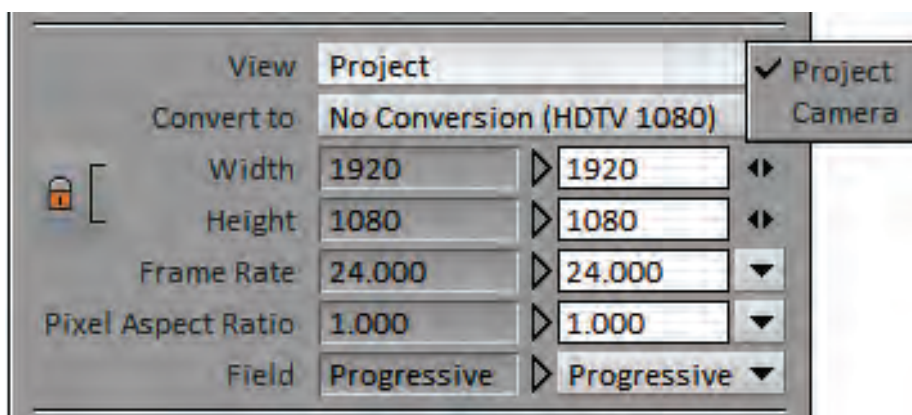 View Project ✓ Project
Convert to No Conversion (HDTV 1080) Camera
Width 1920 1920
Height 1080 1080
Frame Rate 24.000 24.000
Pixel Aspect Ratio 1.000 1.000
Field Progressive Progressive